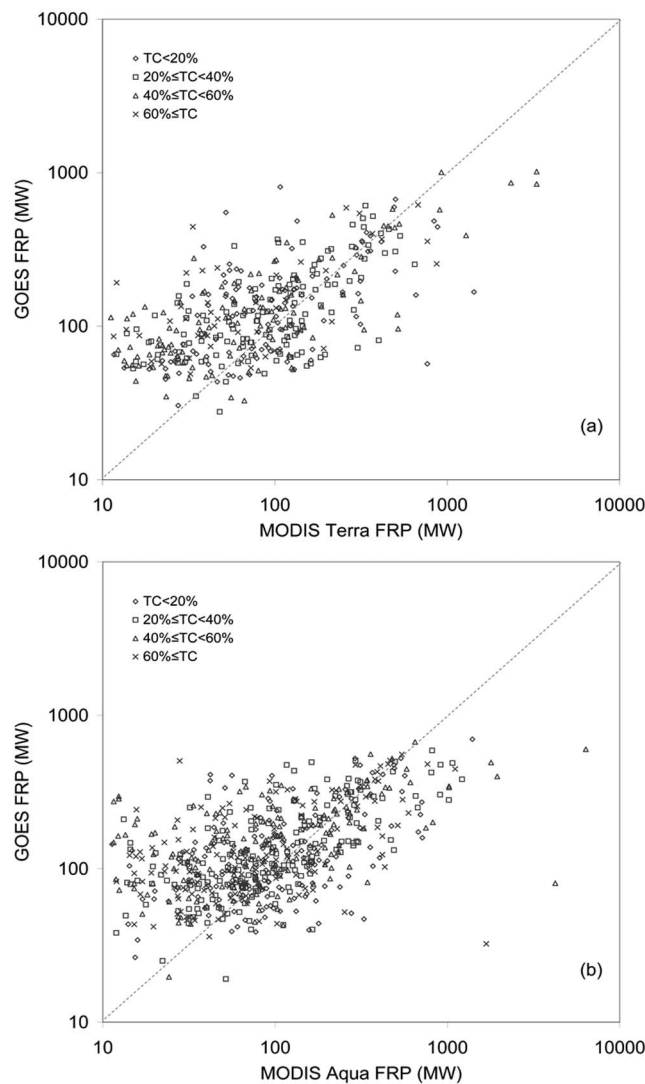 10000
TC<20%
20%≤TC<40%
40%≤TC<60%
60%≤TC
1000
GOES FRP (MW)
100
(a)
10
10 100 1000 10000
MODIS Terra FRP (MW)
10000
TC<20%
20%≤TC<40%
40%≤TC<60%
60%≤TC
1000
GOES FRP (MW)
100
(b)
10
10 100 1000 10000
MODIS Aqua FRP (MW)